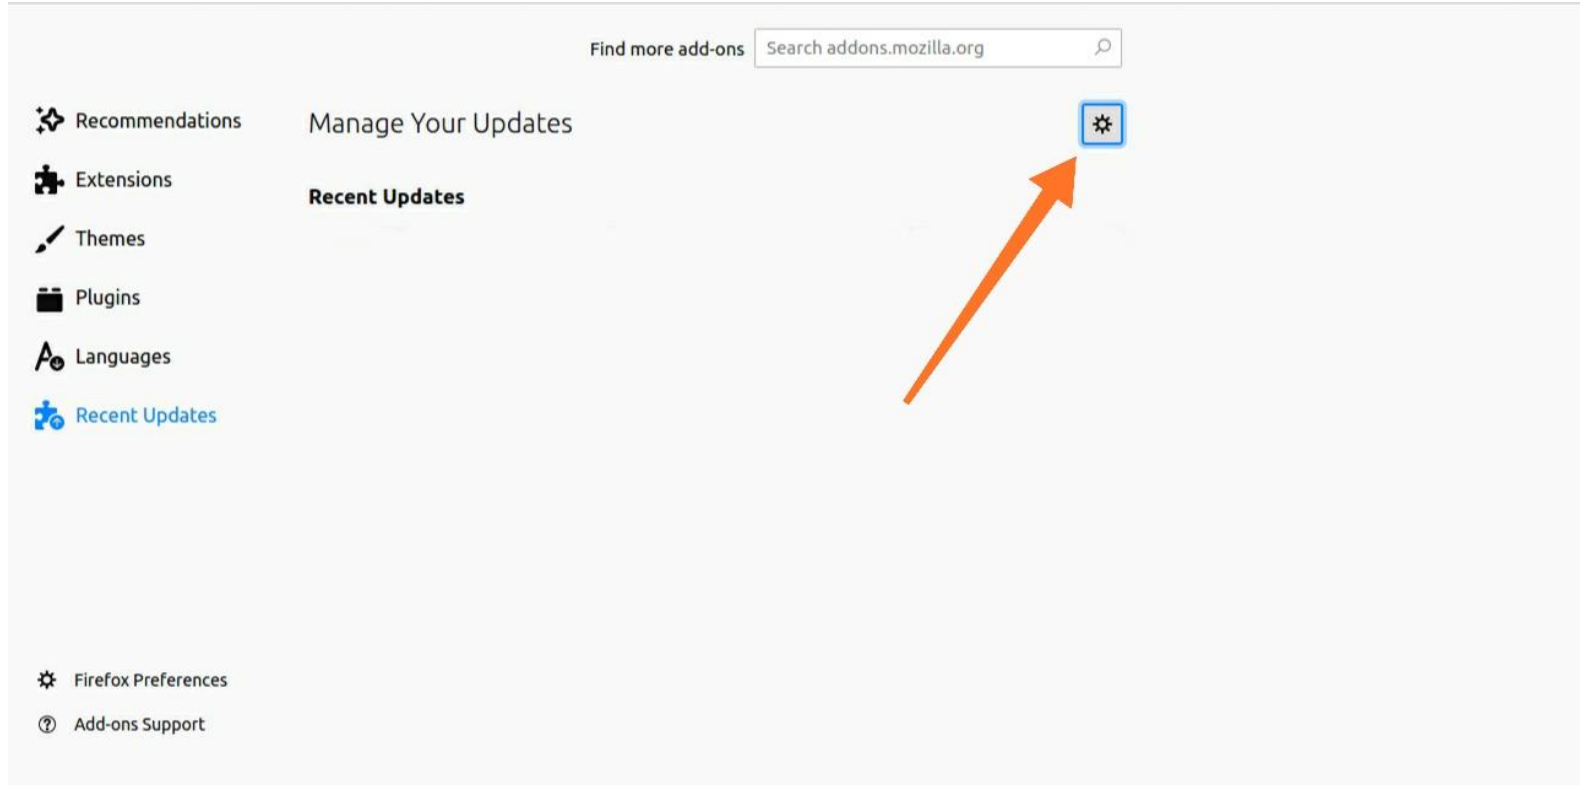 Find more add-ons Search addons.mozilla.org
Recommendations
Manage Your Updates
Extensions
Recent Updates
Themes
Plugins
Languages
Recent Updates
Firefox Preferences
Add-ons Support